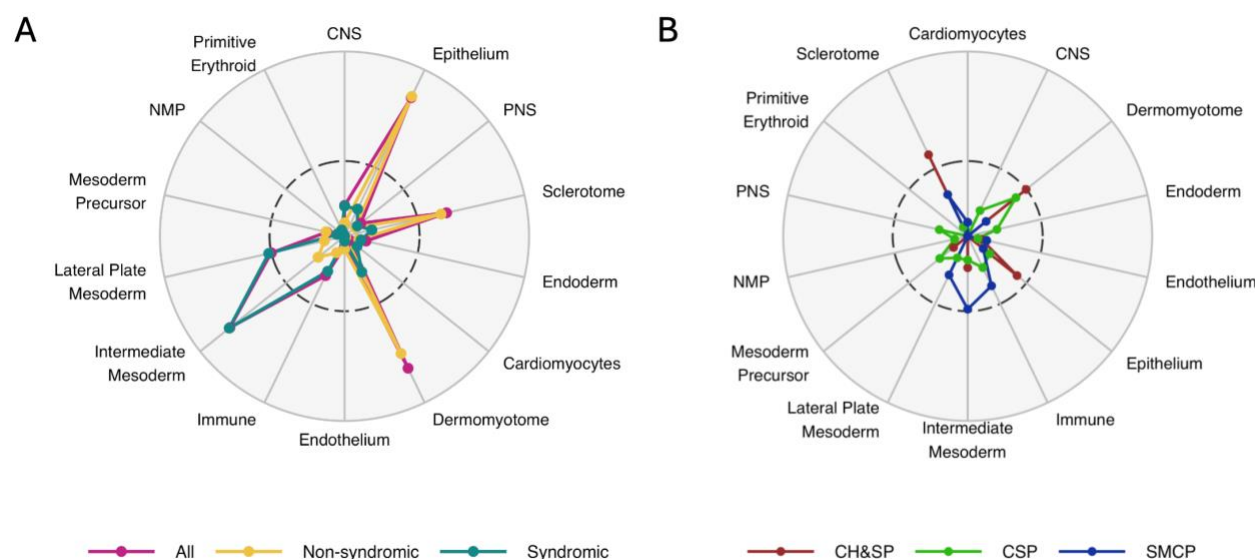 A
CNS
Epithelium
PNS
Sclerotome
Endoderm
Cardiomyocytes
Dermomyotome
Endothelium
Immune
Intermediate
Mesoderm
Lateral Plate
Mesoderm
Mesoderm
Precursor
NMP
Primitive
Erythroid
All
Non-syndromic
Syndromic
B
Cardiomyocytes
CNS
Dermomyotome
Endoderm
Endothelium
Epithelium
Immune
Intermediate
Mesoderm
Lateral Plate
Mesoderm
Mesoderm
Precursor
NMP
PNS
Primitive
Erythroid
Sclerotome
CH&SP
CSP
SMCP